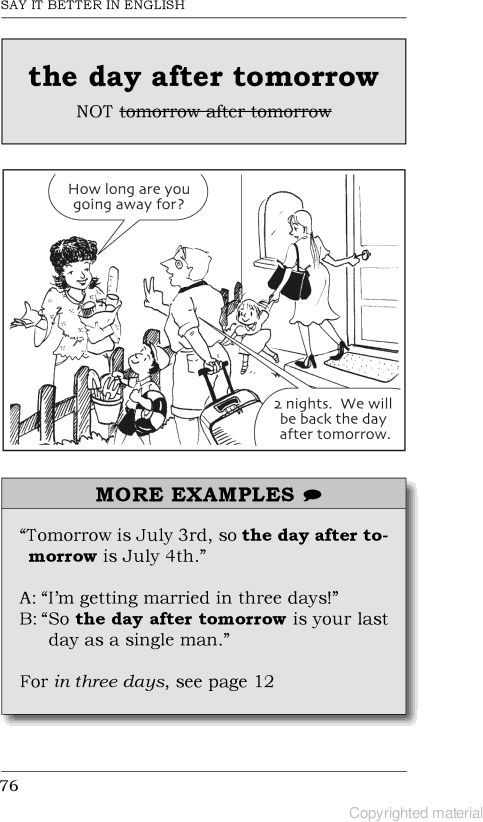 SAY IT BETTER IN ENGLISH
the day after tomorrow
NOT tomorrow after tomorrow
How long are you
going away for?
2 nights. We will
be back the day
after tomorrow.
MORE EXAMPLES
“Tomorrow is July 3rd, so the day after to-
morrow is July 4th.”
A: “I’m getting married in three days!”
B: “So the day after tomorrow is your last
day as a single man.”
For in three days, see page 12
76
Copyrighted material